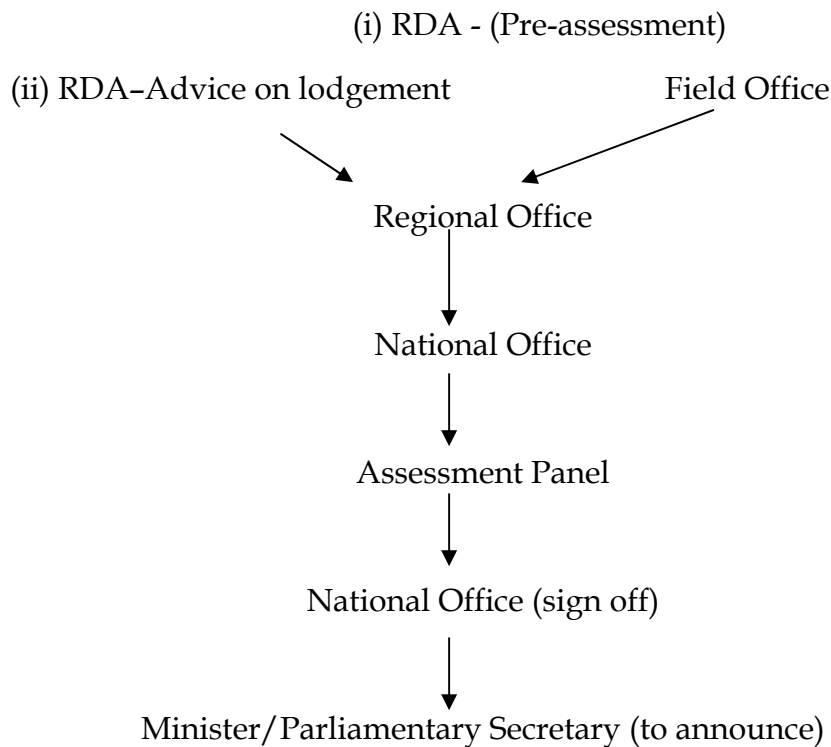 (i) RDA - (Pre-assessment)
(ii) RDA–Advice on lodgement Field Office
Regional Office
National Office
Assessment Panel
National Office (sign off)
Minister/Parliamentary Secretary (to announce)